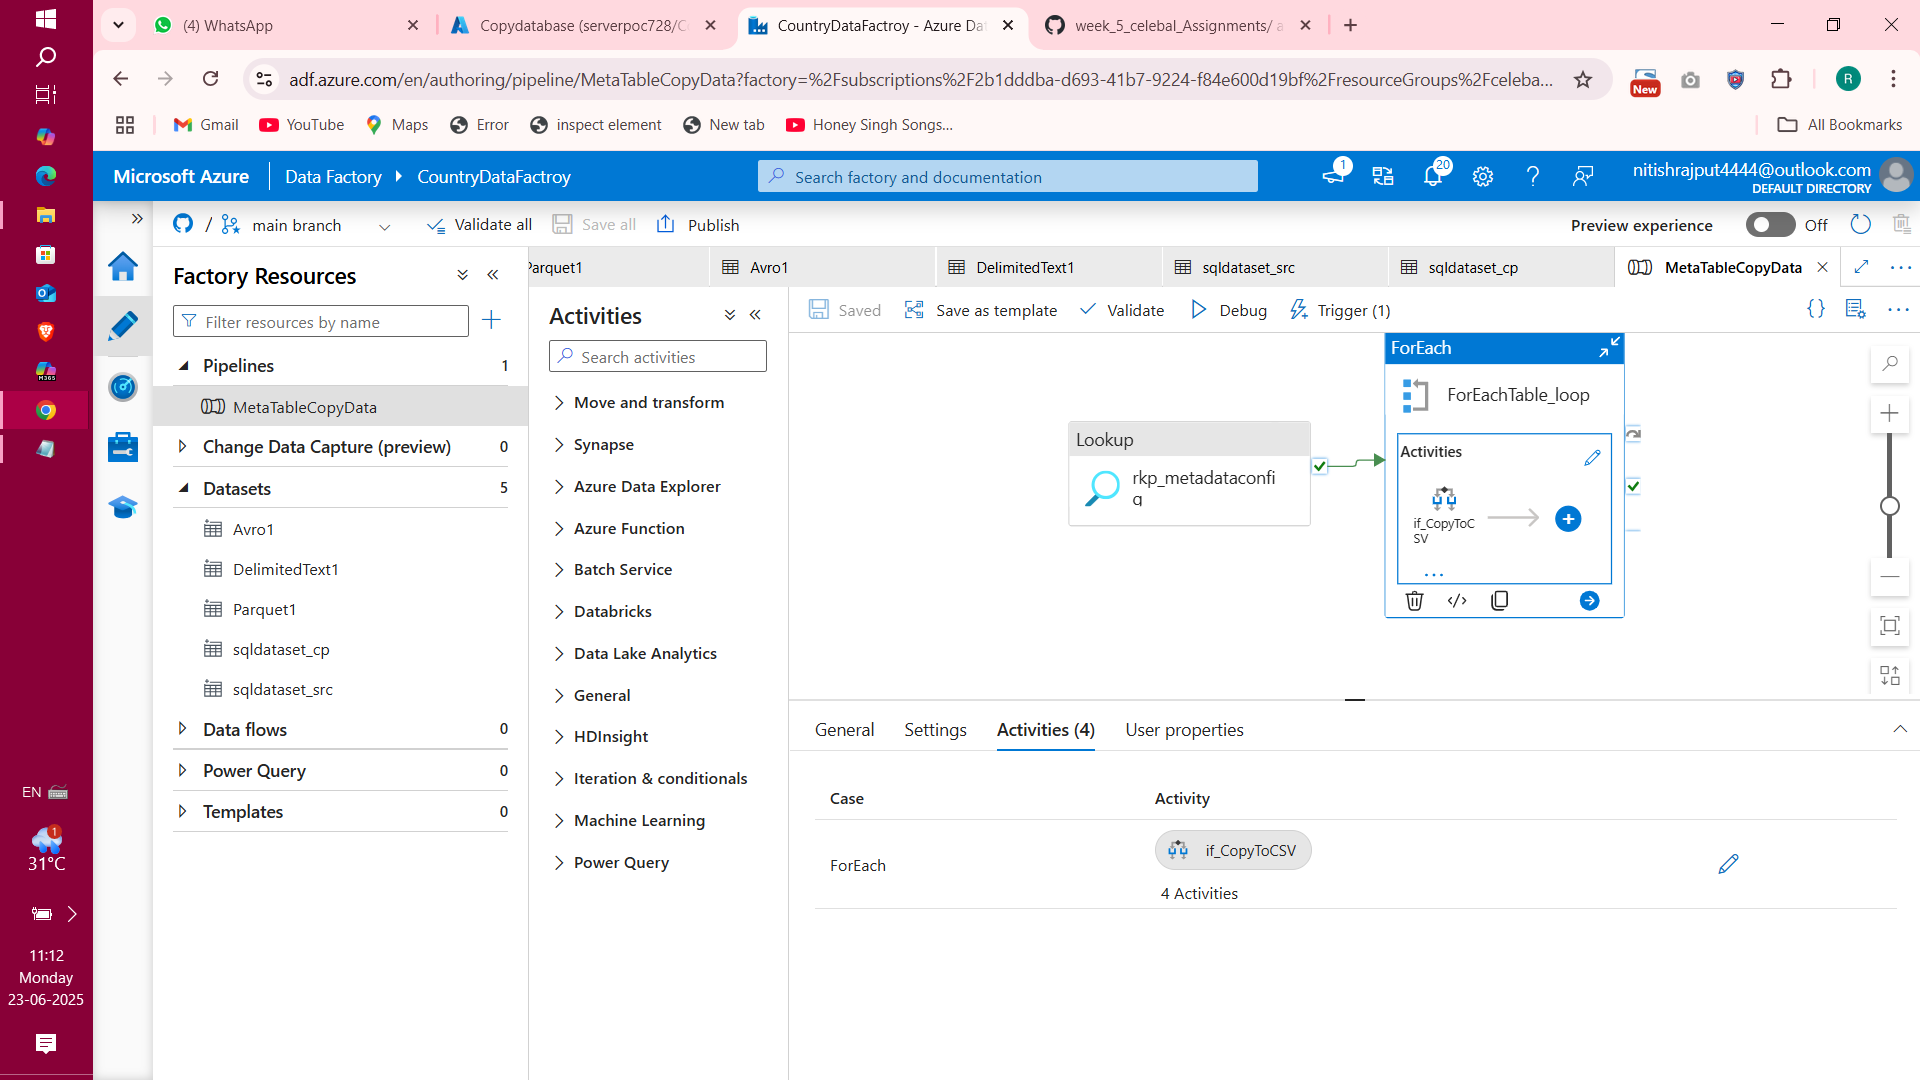 (4) WhatsApp
Copydatabase (serverpoc728/C
CountryDataFactroy - Azure Da
week_5_celebal_Assignments/ a
adf.azure.com/en/authoring/pipeline/MetaTableCopyData?factory=%2Fsubscriptions%2F2b1dddba-d693-41b7-9224-f84e600d19bf%2FresourceGroups%2Fceleba...
New
R
Gmail
YouTube
Maps
Error
inspect element
New tab
Honey Singh Songs...
All Bookmarks
Microsoft Azure
Data Factory
CountryDataFactroy
Search factory and documentation
1
20
nitishrajput4444@outlook.com
DEFAULT DIRECTORY
/
main branch
Validate all
Save all
Publish
Preview experience
Off
Factory Resources
Filter resources by name
Pipelines 1
MetaTableCopyData
Change Data Capture (preview) 0
Datasets 5
Avro1
DelimitedText1
Parquet1
sqldataset_cp
sqldataset_src
Data flows 0
Power Query 0
Templates 0
Parquet1
Avro1
DelimitedText1
sqldataset_src
sqldataset_cp
MetaTableCopyData
Activities
Search activities
Move and transform
Synapse
Azure Data Explorer
Azure Function
Batch Service
Databricks
Data Lake Analytics
General
HDInsight
Iteration & conditionals
Machine Learning
Power Query
Saved
Save as template
Validate
Debug
Trigger (1)
Lookup
rkp_metadataconfi
g
ForEach
ForEachTable_loop
Activities
if_CopyToC
SV
...
General
Settings
Activities (4)
User properties
Case
Activity
ForEach
if_CopyToCSV
4 Activities
M365
EN
1
31°C
11:12
Monday
23-06-2025